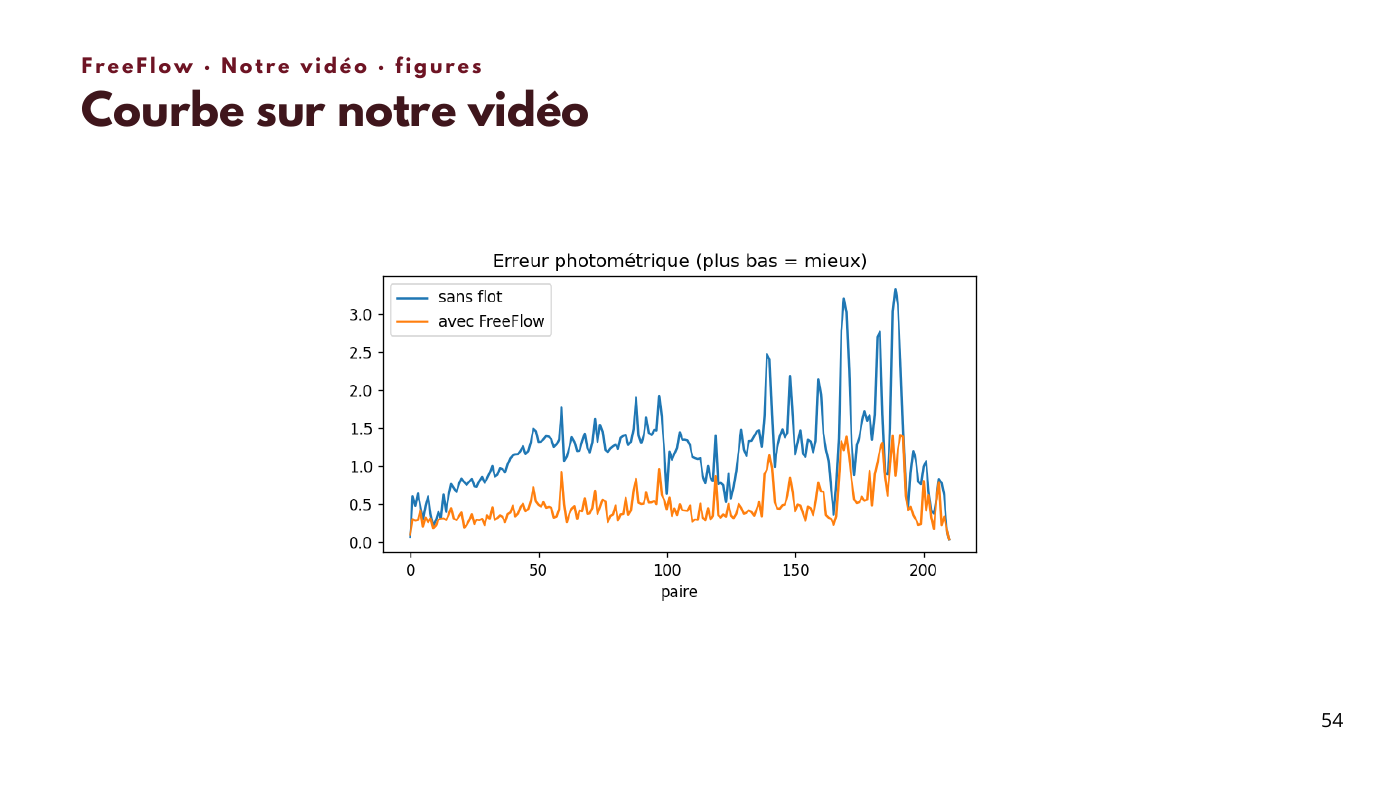 FreeFlow · Notre vidéo · figures
Courbe sur notre vidéo
Erreur photométrique (plus bas = mieux)
sans flot
avec FreeFlow
3.0
2.5
2.0
1.5
1.0
0.5
0.0
0 50 100 150 200
paire
54